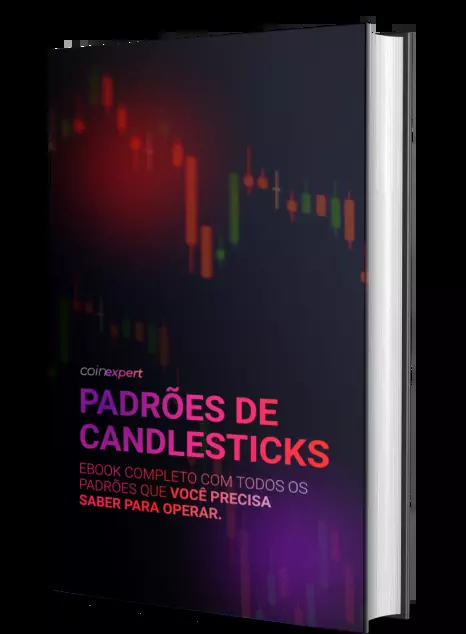 coinexpert
PADRÕES DE
CANDLESTICKS
EBOOK COMPLETO COM TODOS OS
PADRÕES QUE VOCÊ PRECISA
SABER PARA OPERAR.